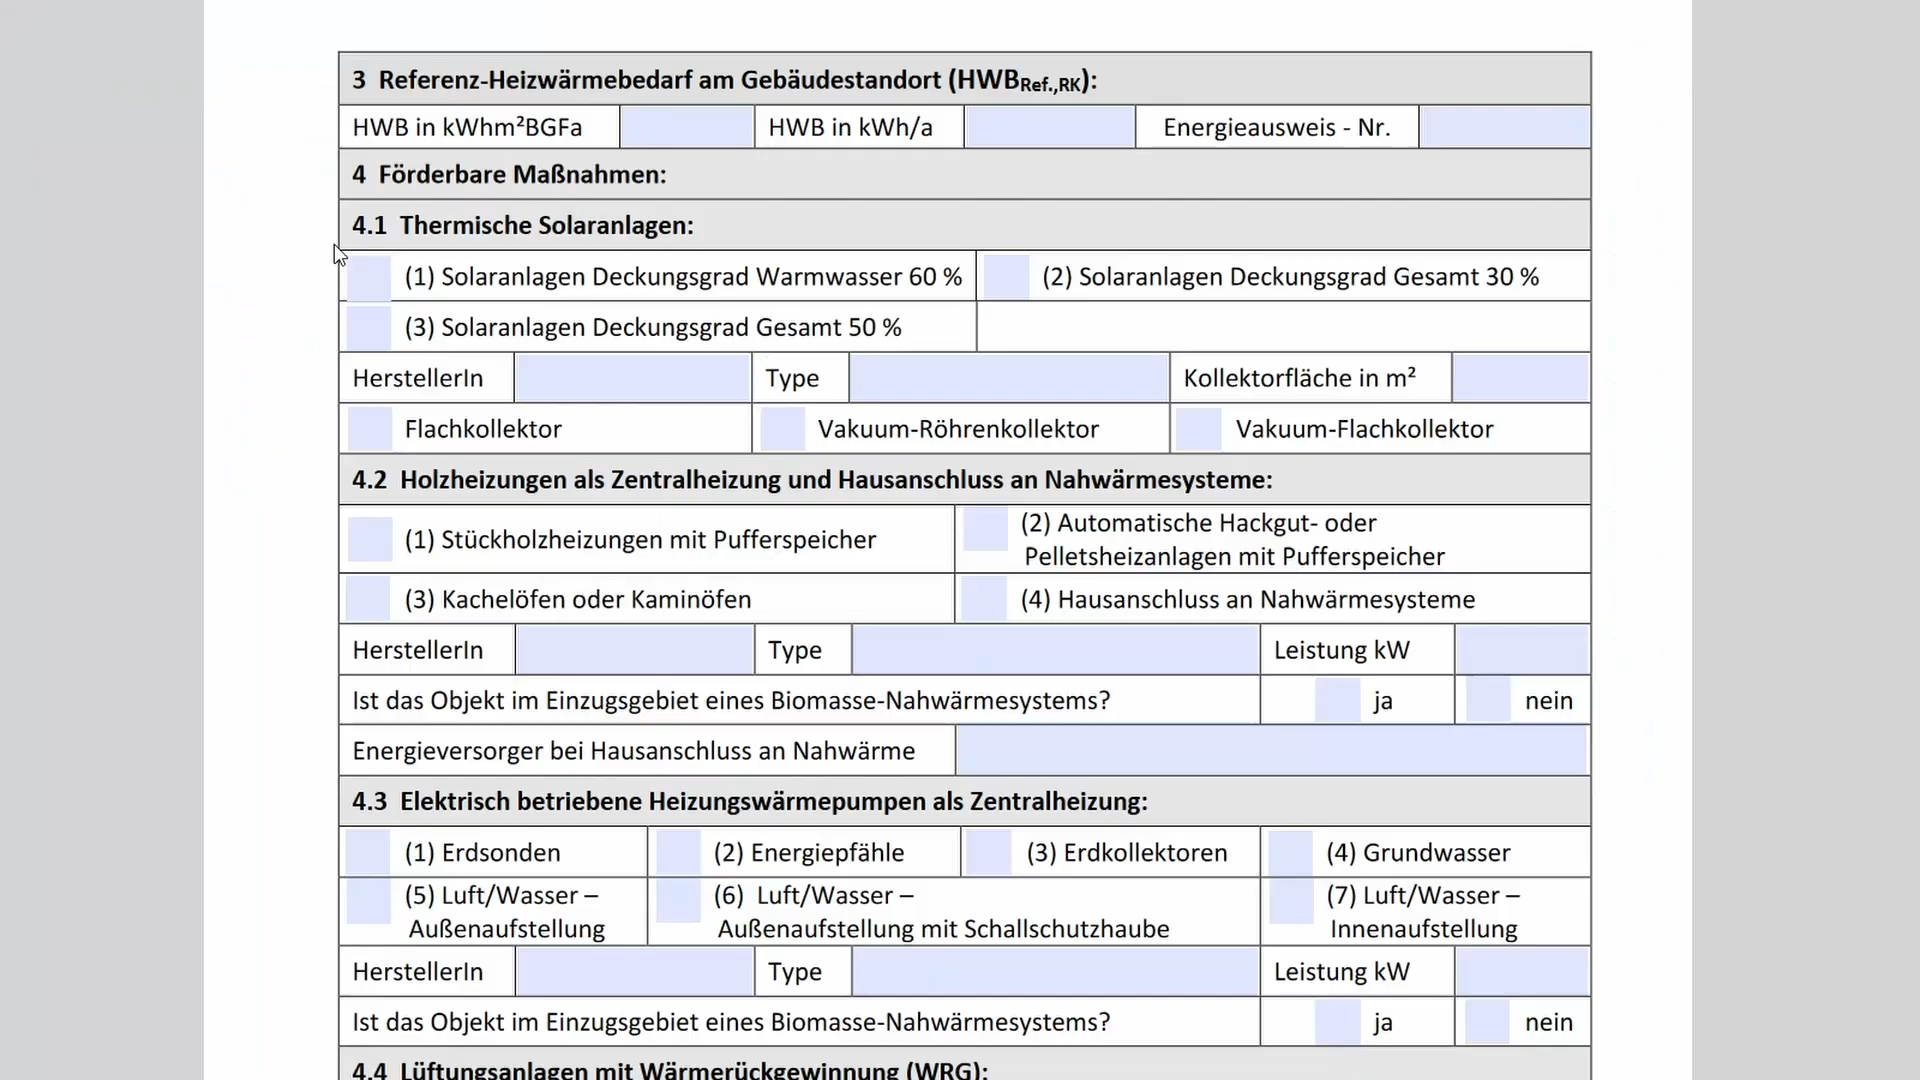 3 Referenz-Heizwärmebedarf am Gebäudestandort (HWBRef.,RK):
HWB in kWhm²BGFa HWB in kWh/a Energieausweis - Nr.
4 Förderbare Maßnahmen:
4.1 Thermische Solaranlagen:
(1) Solaranlagen Deckungsgrad Warmwasser 60 % (2) Solaranlagen Deckungsgrad Gesamt 30 %
(3) Solaranlagen Deckungsgrad Gesamt 50 %
HerstellerIn Type Kollektorfläche in m²
Flachkollektor Vakuum-Röhrenkollektor Vakuum-Flachkollektor
4.2 Holzheizungen als Zentralheizung und Hausanschluss an Nahwärmesysteme:
(1) Stückholzheizungen mit Pufferspeicher
(2) Automatische Hackgut- oder
Pelletsheizanlagen mit Pufferspeicher
(3) Kachelöfen oder Kaminöfen (4) Hausanschluss an Nahwärmesysteme
HerstellerIn Type Leistung kW
Ist das Objekt im Einzugsgebiet eines Biomasse-Nahwärmesystems? ja nein
Energieversorger bei Hausanschluss an Nahwärme
4.3 Elektrisch betriebene Heizungswärmepumpen als Zentralheizung:
(1) Erdsonden (2) Energiepfähle (3) Erdkollektoren (4) Grundwasser
(5) Luft/Wasser –
Außenaufstellung
(6) Luft/Wasser –
Außenaufstellung mit Schallschutzhaube
(7) Luft/Wasser –
Innenaufstellung
HerstellerIn Type Leistung kW
Ist das Objekt im Einzugsgebiet eines Biomasse-Nahwärmesystems? ja nein
4.4 Lüftungsanlagen mit Wärmerückgewinnung (WRG):